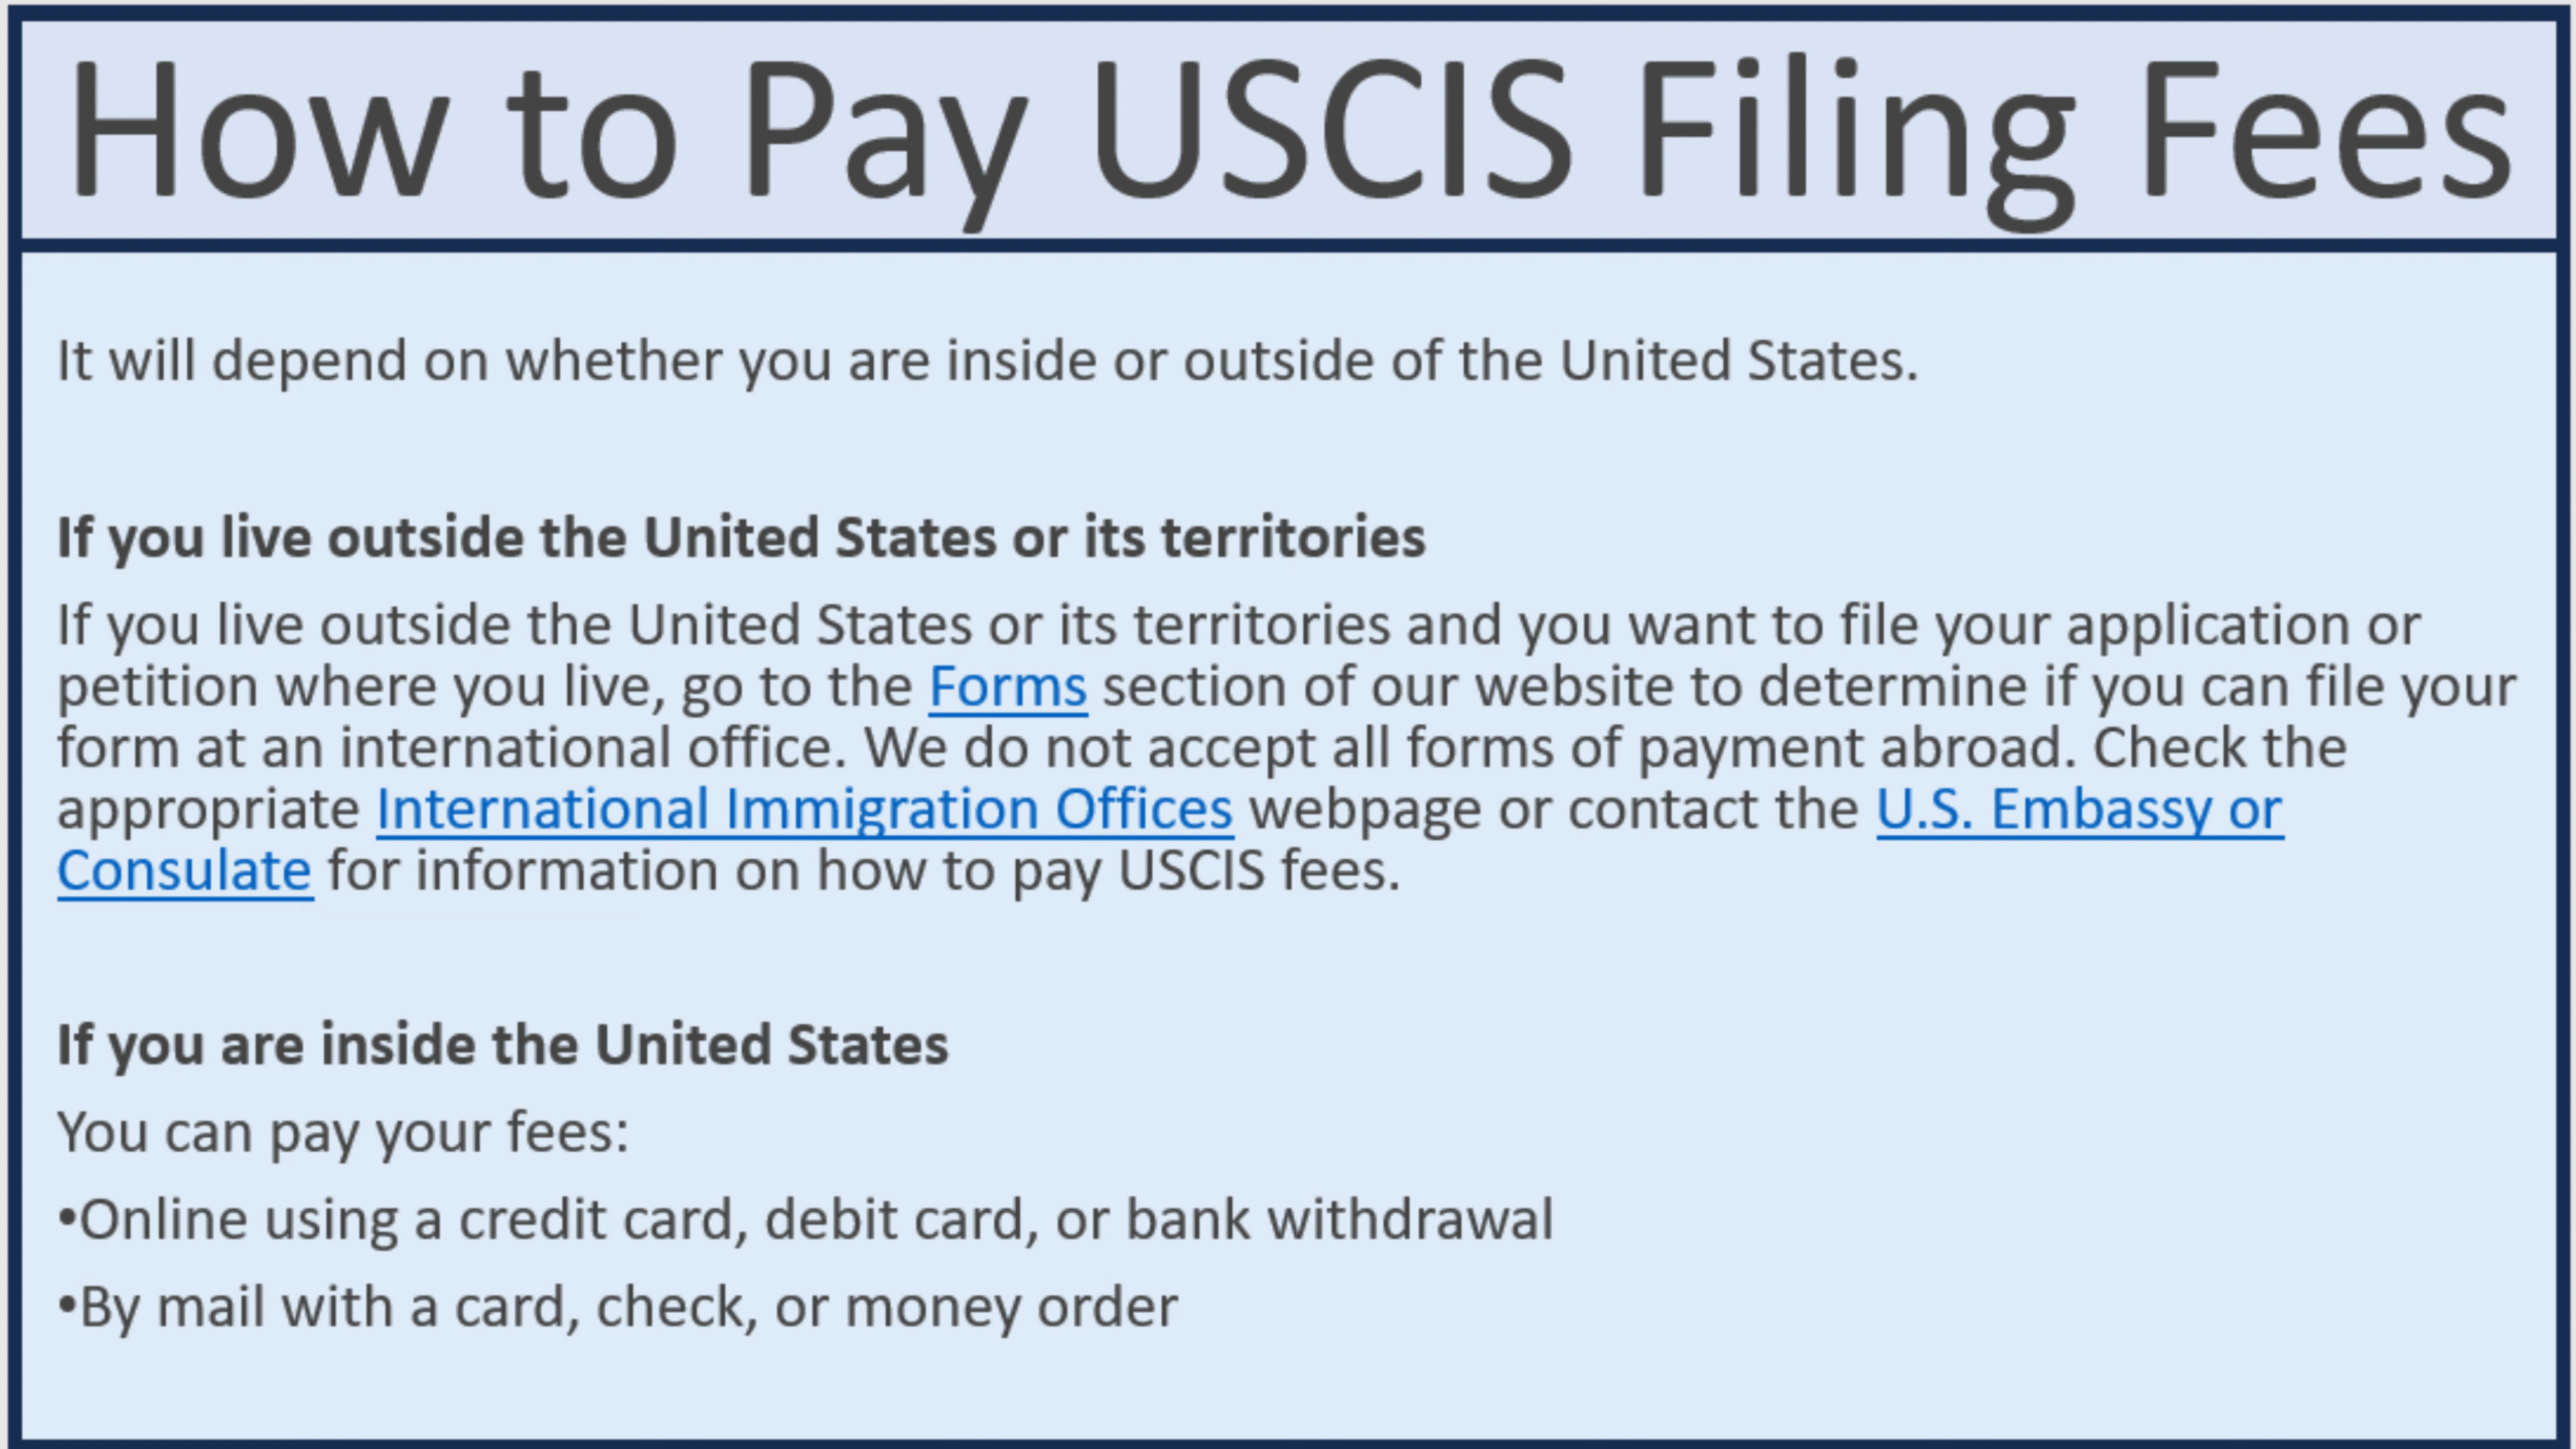 How to Pay USCIS Filing Fees
It will depend on whether you are inside or outside of the United States.
If you live outside the United States or its territories
If you live outside the United States or its territories and you want to file your application or
petition where you live, go to the Forms section of our website to determine if you can file your
form at an international office. We do not accept all forms of payment abroad. Check the
appropriate International Immigration Offices webpage or contact the U.S. Embassy or
Consulate for information on how to pay USCIS fees.
If you are inside the United States
You can pay your fees:
•Online using a credit card, debit card, or bank withdrawal
•By mail with a card, check, or money order